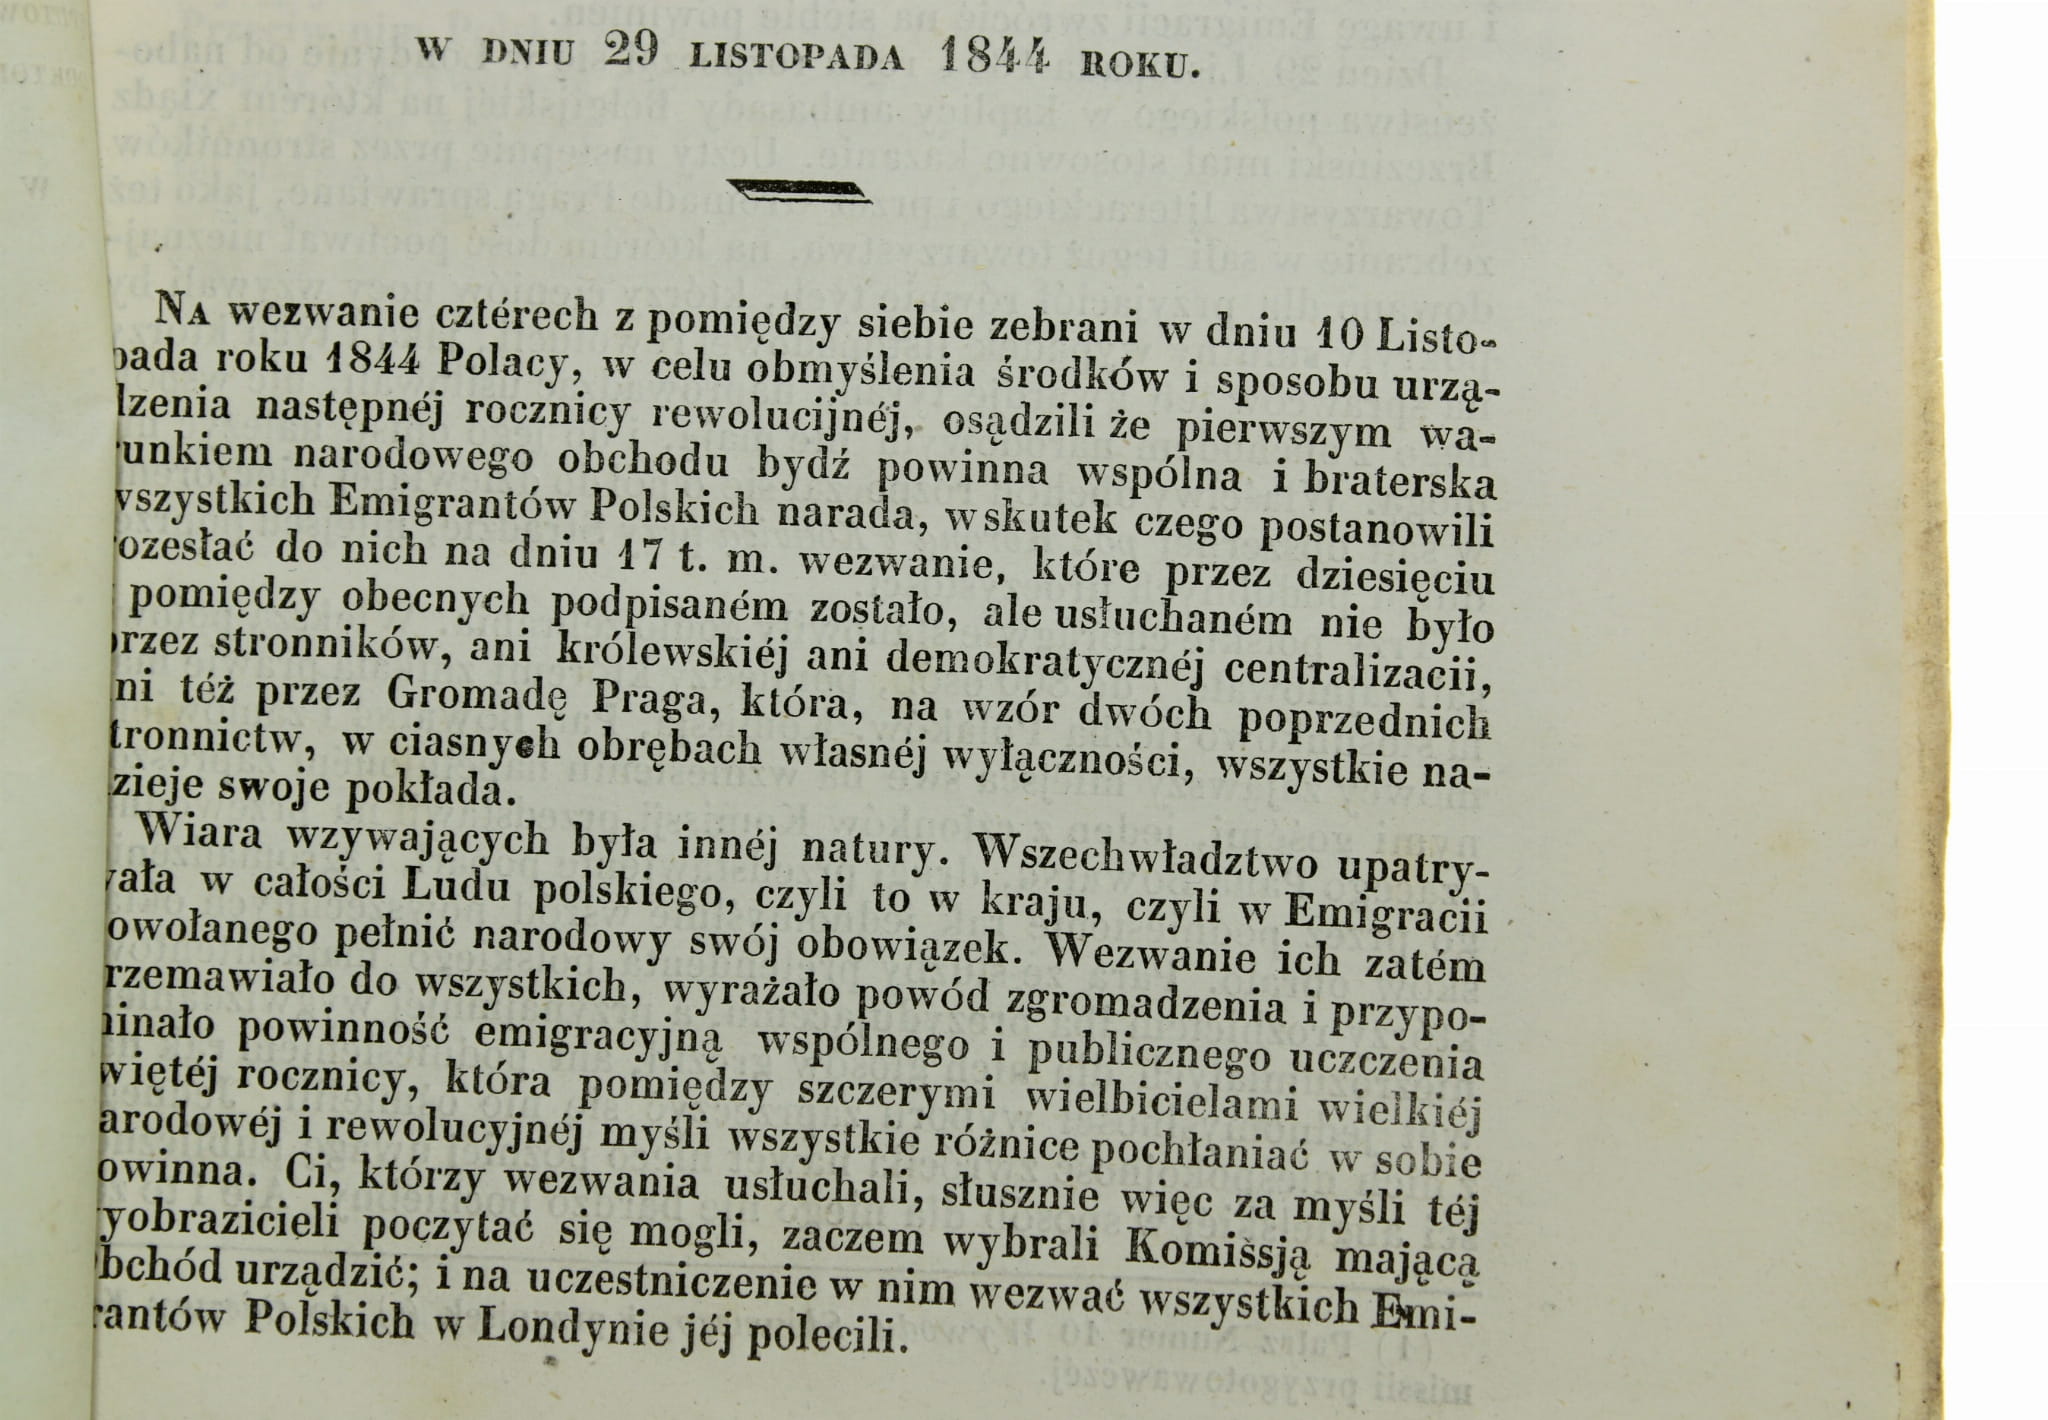 W DNIU 29 LISTOPADA 1844 ROKU.
NA wezwanie cztérech z pomiędzy siebie zebrani w dniu 10 Listo-
pada roku 1844 Polacy, w celu obmyślenia środków i sposobu urzą-
dzenia następnéj rocznicy rewolucijnéj, osądzili że pierwszym wa-
runkiem narodowego obchodu bydź powinna wspólna i braterska
wszystkich Emigrantów Polskich narada, w skutek czego postanowili
rozesłać do nich na dniu 17 t. m. wezwanie, które przez dziesięciu
pomiędzy obecnych podpisaném zostało, ale usłuchaném nie było
przez stronników, ani królewskiéj ani demokratycznéj centralizacii,
ani téż przez Gromadę Praga, która, na wzór dwóch poprzednich
stronnictw, w ciasnych obrębach własnéj wyłączności, wszystkie na-
dzieje swoje pokłada.
Wiara wzywających była innéj natury. Wszechwładztwo upatry-
wała w całości Ludu polskiego, czyli to w kraju, czyli w Emigracii
powołanego pełnić narodowy swój obowiązek. Wezwanie ich zatém
przemawiało do wszystkich, wyrażało powód zgromadzenia i przypo-
minało powinność emigracyjną wspólnego i publicznego uczczenia
świętéj rocznicy, która pomiędzy szczerymi wielbicielami wielkiéj
narodowéj i rewolucyjnéj myśli wszystkie różnice pochłaniać w sobie
powinna. Ci, którzy wezwania usłuchali, słusznie więc za myśli téj
wyobrazicieli poczytać się mogli, zaczem wybrali Komissją mającą
obchód urządzić; i na uczestniczenie w nim wezwać wszystkich Emi-
grantów Polskich w Londynie jéj polecili.